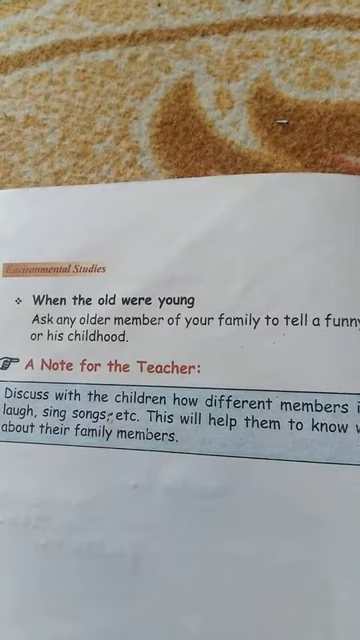 Environmental Studies
❖ When the old were young
Ask any older member of your family to tell a funny
or his childhood.
A Note for the Teacher:
Discuss with the children how different members
laugh, sing songs, etc. This will help them to know
about their family members.